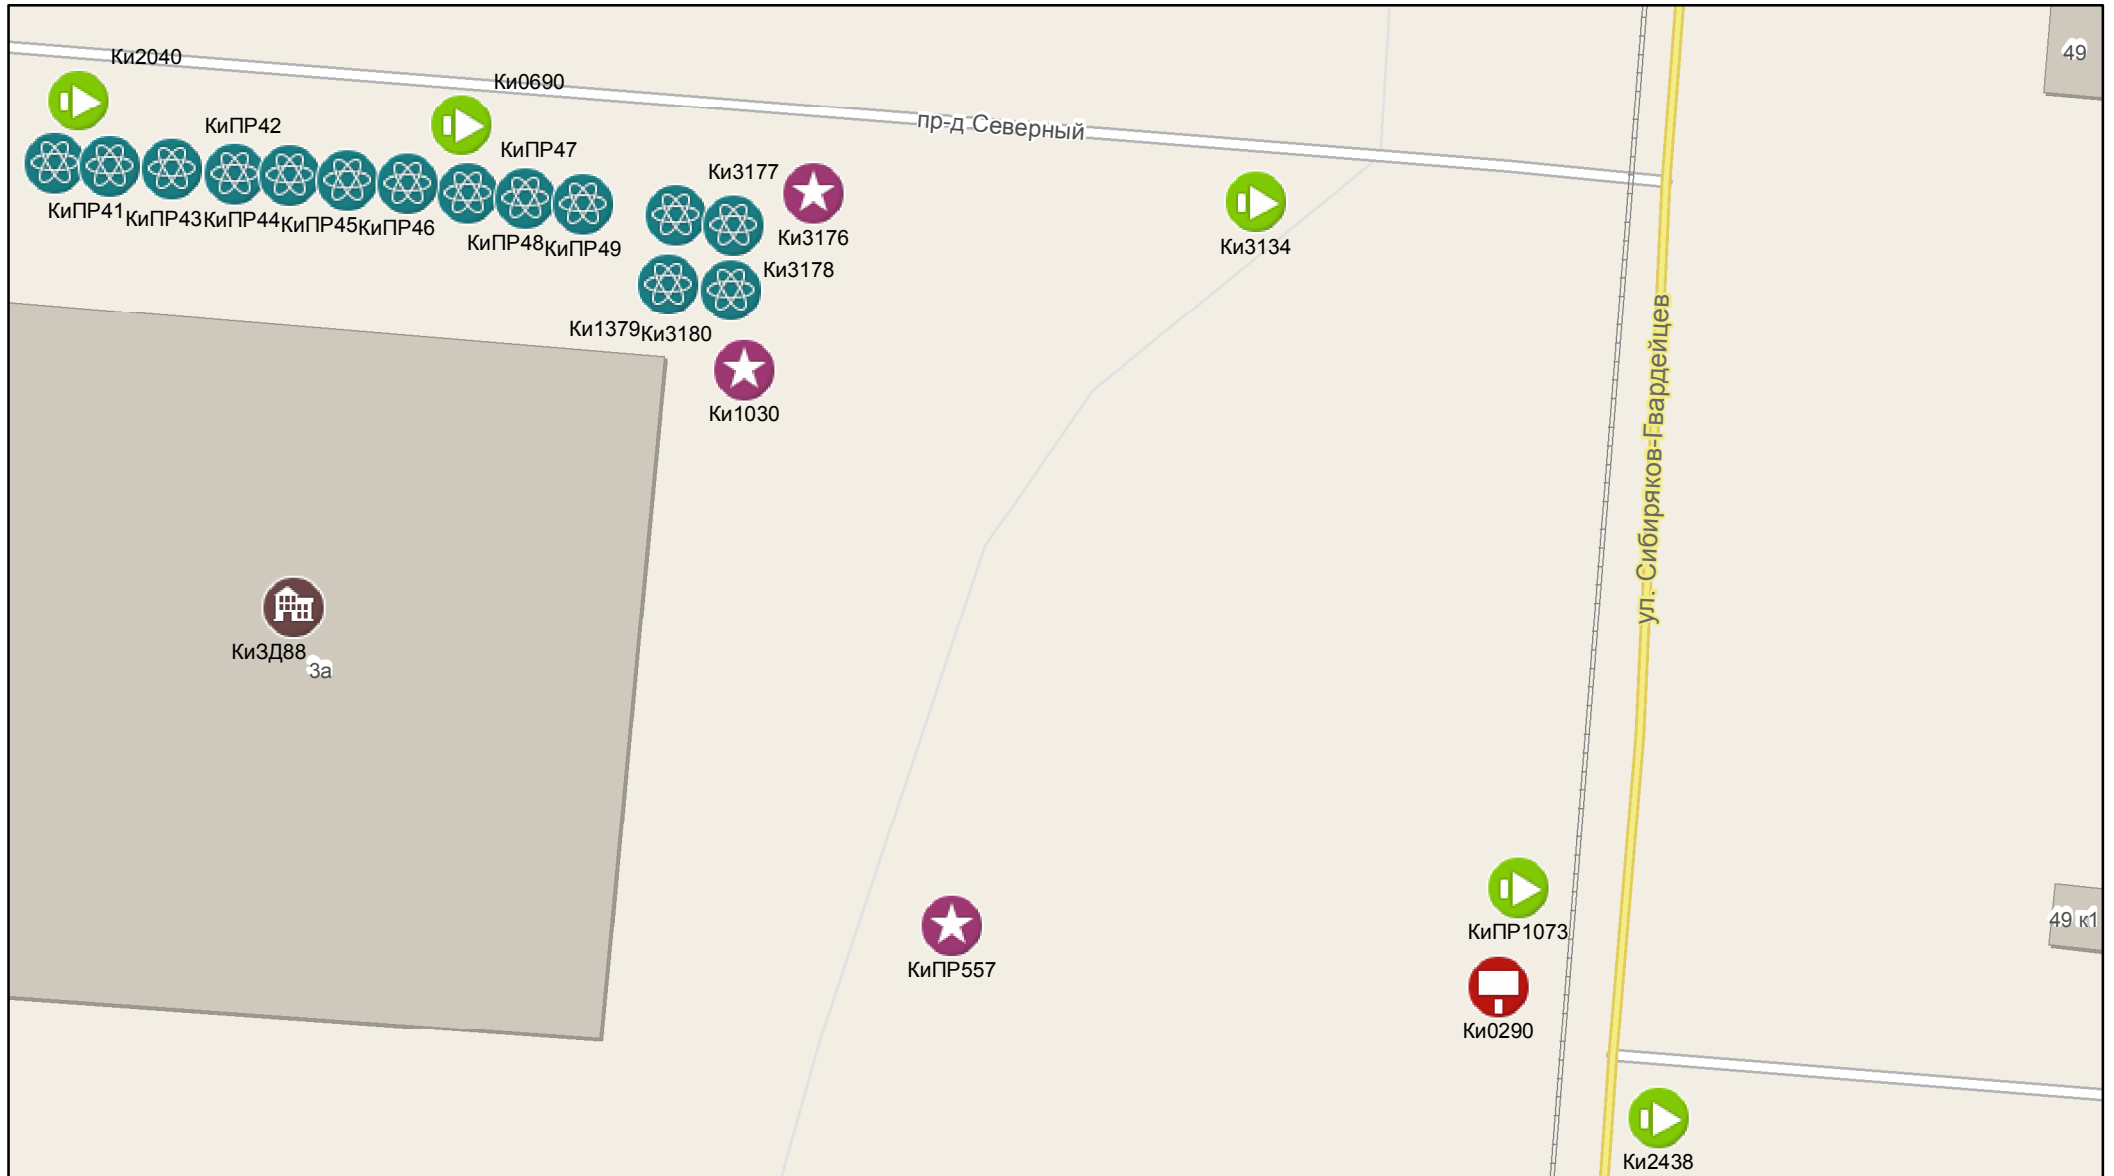 49
Ки2040
Ки0690
пр-д Северный
КиПР42
КиПР47
Ки3177
КиПР41
КиПР43
КиПР44
КиПР45
КиПР46
КиПР48
КиПР49
Ки3176
Ки3134
Ки3178
Ки1379
Ки3180
Ки1030
ул. Сибиряков-Гвардейцев
КиЗД88
3а
49 к1
КиПР1073
КиПР557
Ки0290
Ки2438